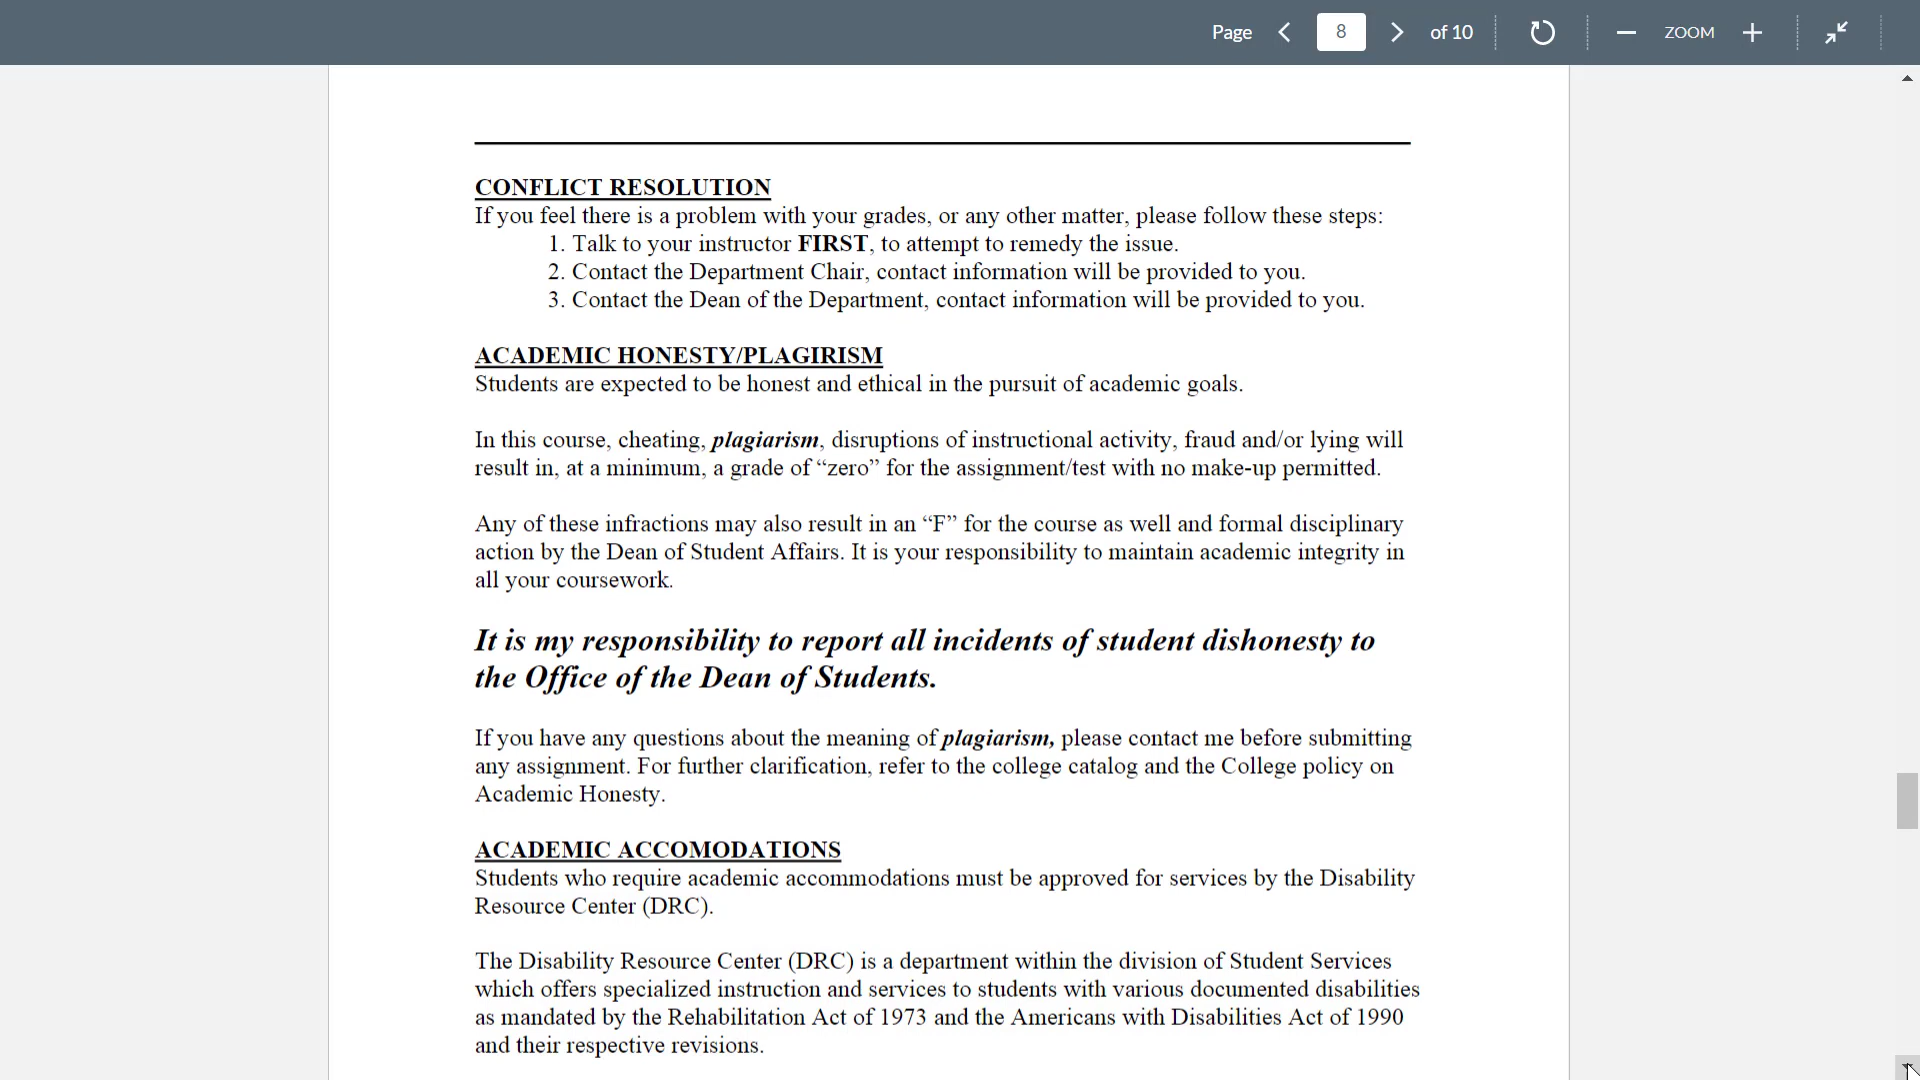 Page 8 of 10 ZOOM
CONFLICT RESOLUTION
If you feel there is a problem with your grades, or any other matter, please follow these steps:
1. Talk to your instructor FIRST, to attempt to remedy the issue.
2. Contact the Department Chair, contact information will be provided to you.
3. Contact the Dean of the Department, contact information will be provided to you.
ACADEMIC HONESTY/PLAGIRISM
Students are expected to be honest and ethical in the pursuit of academic goals.
In this course, cheating, plagiarism, disruptions of instructional activity, fraud and/or lying will
result in, at a minimum, a grade of “zero” for the assignment/test with no make-up permitted.
Any of these infractions may also result in an “F” for the course as well and formal disciplinary
action by the Dean of Student Affairs. It is your responsibility to maintain academic integrity in
all your coursework.
It is my responsibility to report all incidents of student dishonesty to
the Office of the Dean of Students.
If you have any questions about the meaning of plagiarism, please contact me before submitting
any assignment. For further clarification, refer to the college catalog and the College policy on
Academic Honesty.
ACADEMIC ACCOMODATIONS
Students who require academic accommodations must be approved for services by the Disability
Resource Center (DRC).
The Disability Resource Center (DRC) is a department within the division of Student Services
which offers specialized instruction and services to students with various documented disabilities
as mandated by the Rehabilitation Act of 1973 and the Americans with Disabilities Act of 1990
and their respective revisions.